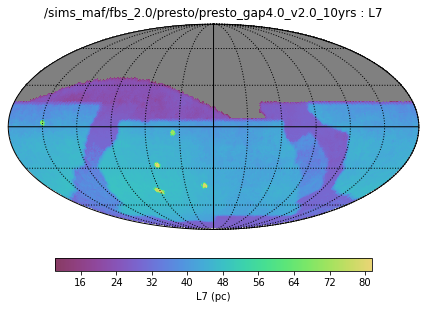 /sims_maf/fbs_2.0/presto/presto_gap4.0_v2.0_10yrs : L7
16 24 32 40 48 56 64 72 80
L7 (pc)